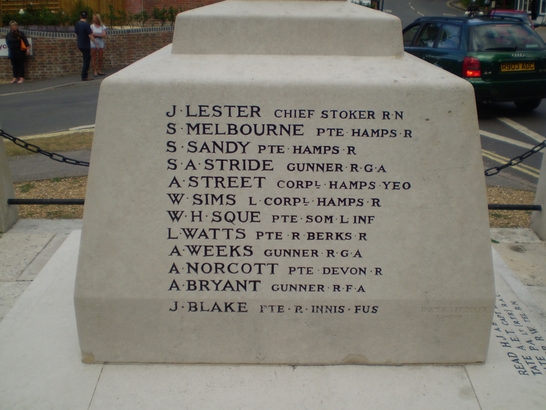 J·LESTER CHIEF STOKER R·N
S·MELBOURNE PTE·HAMPS·R
S·SANDY PTE·HAMPS·R
S·A·STRIDE GUNNER·R·G·A
A·STREET CORPL·HAMPS·YEO
W·SIMS L·CORPL·HAMPS·R
W·H·SQUE PTE·SOM·L·INF
L·WATTS PTE·R·BERKS·R
A·WEEKS GUNNER·R·G·A
A·NORCOTT PTE·DEVON·R
A·BRYANT GUNNER·R·F·A
J·BLAKE PTE·R·INNIS·FUS